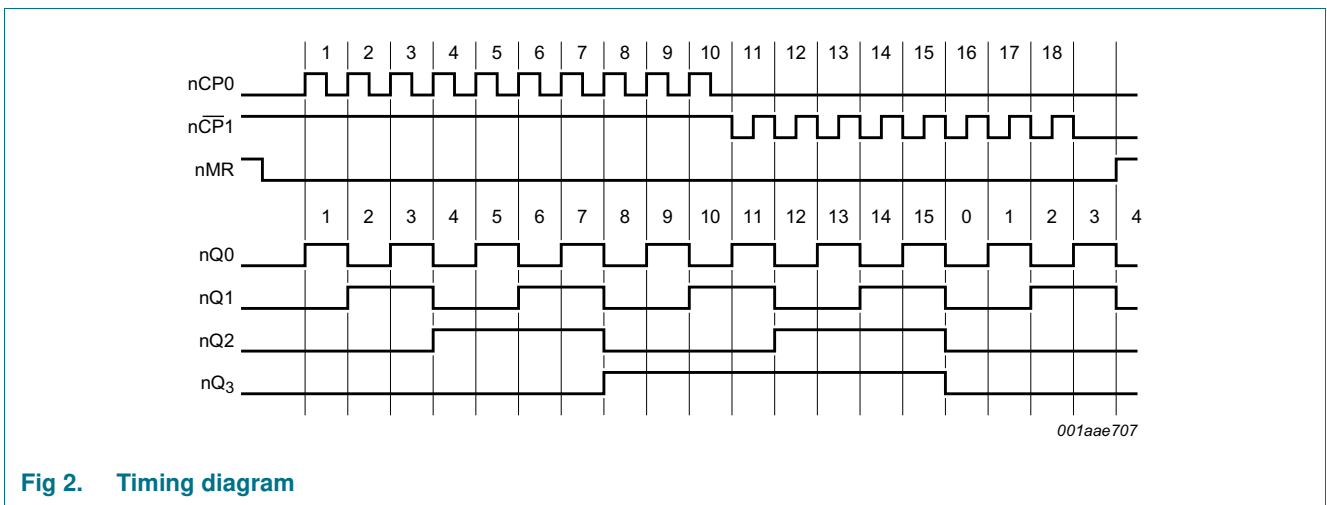 1 2 3 4 5 6 7 8 9 10 11 12 13 14 15 16 17 18
nCP0
nC̅P̅1
nMR
1 2 3 4 5 6 7 8 9 10 11 12 13 14 15 0 1 2 3 4
nQ0
nQ1
nQ2
nQ3
001aae707
Fig 2. Timing diagram